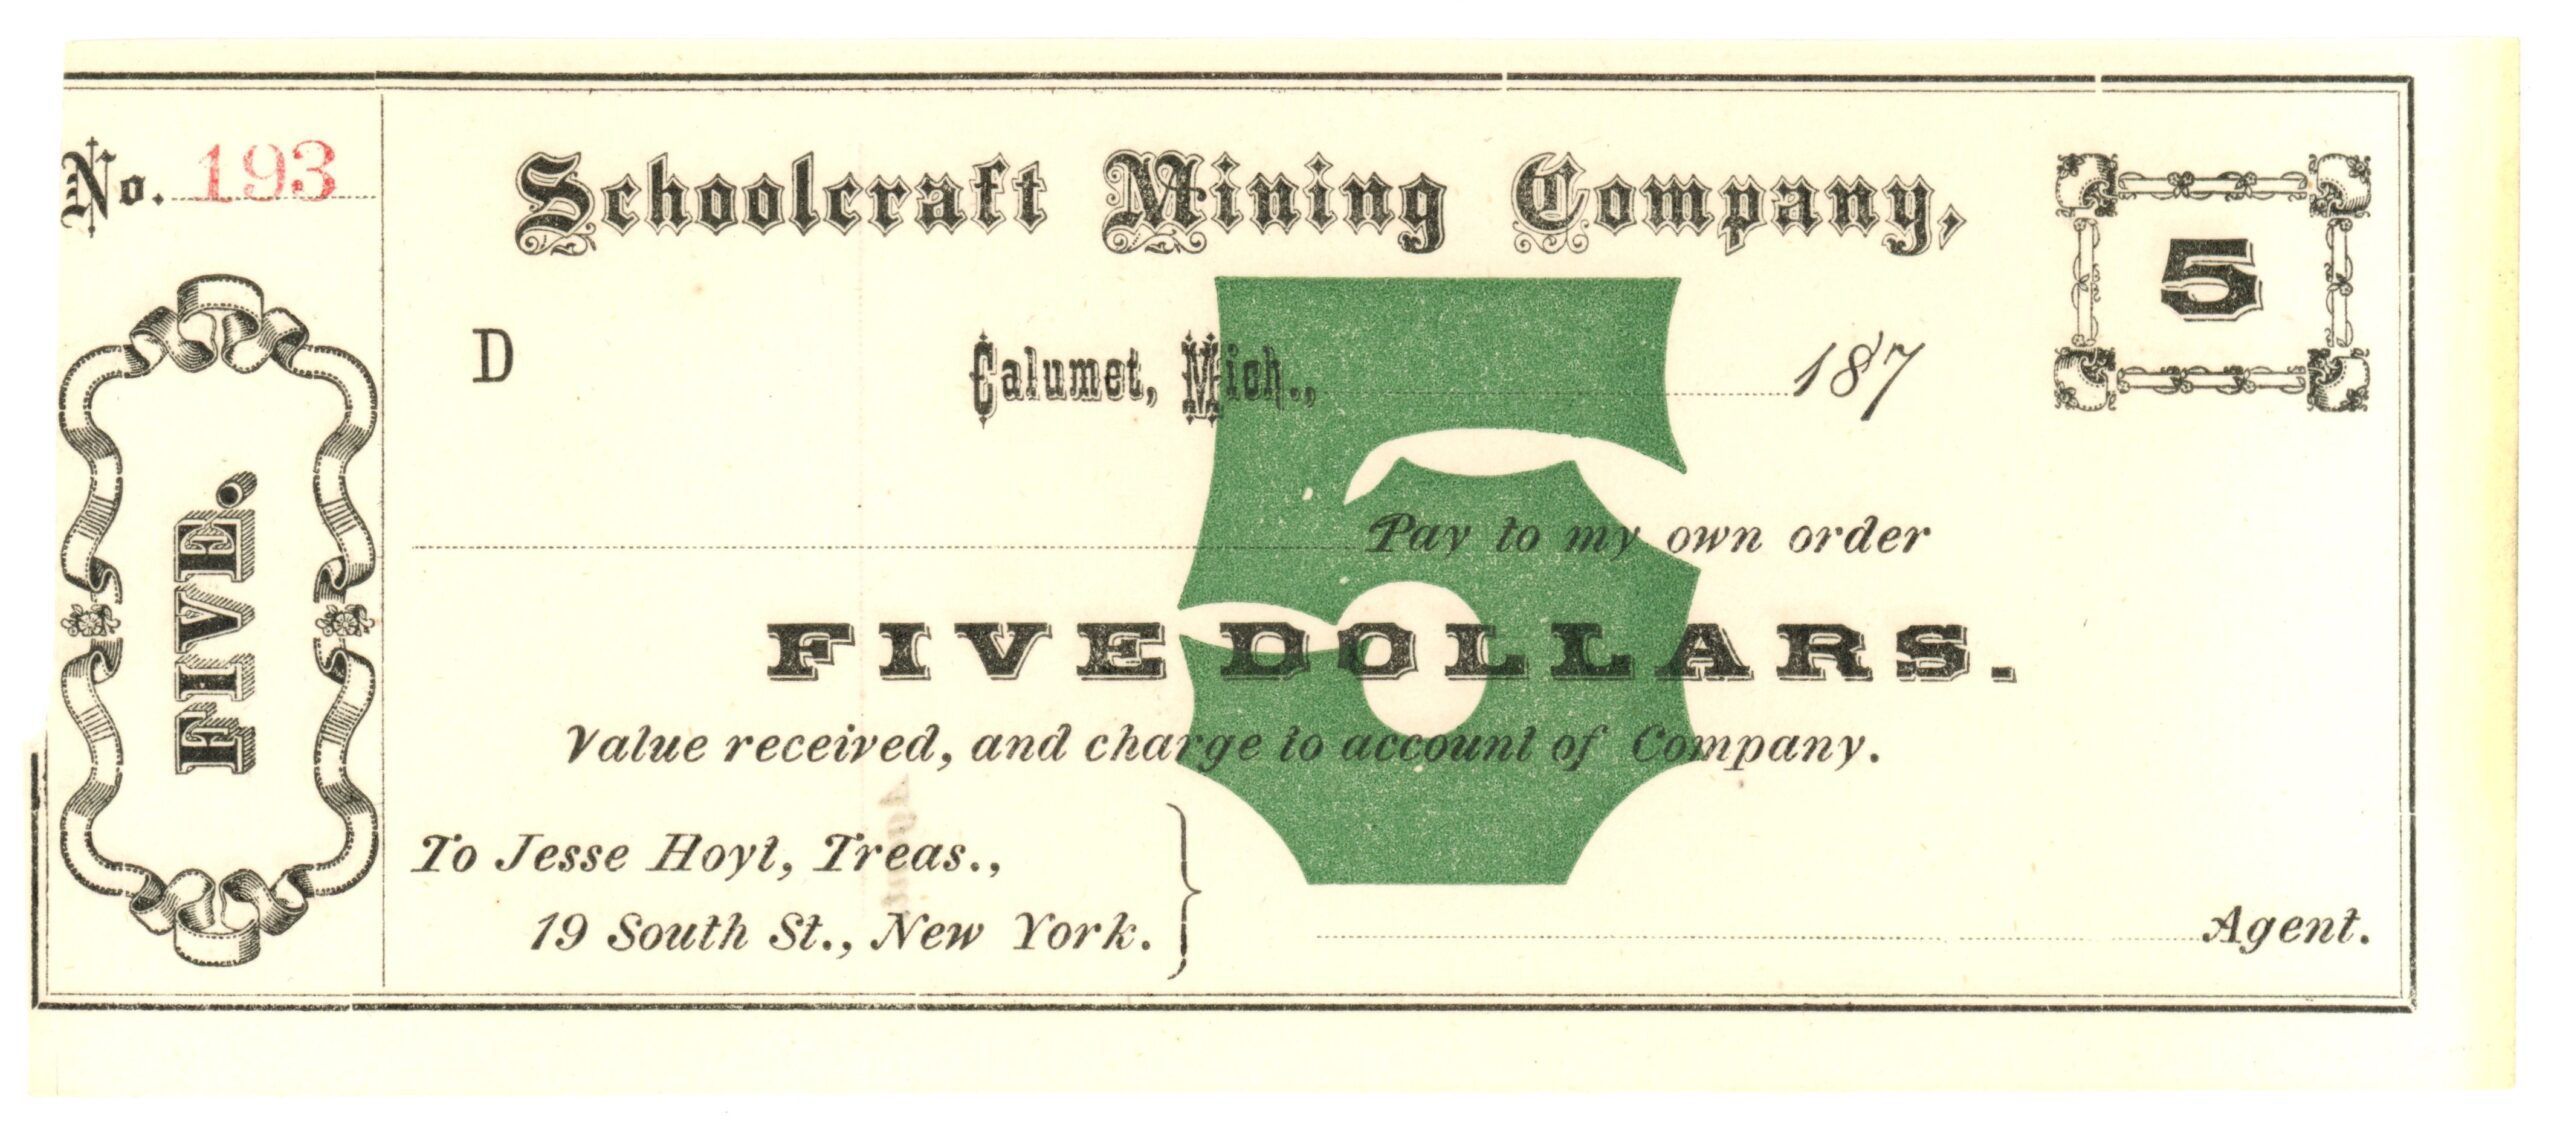 No. 193
Schoolcraft Mining Company,
5
D
Calumet, Mich., 187
5
Pay to my own order
FIVE.
FIVE DOLLARS.
Value received, and charge to account of Company.
To Jesse Hoyt, Treas.,
19 South St., New York.
Agent.